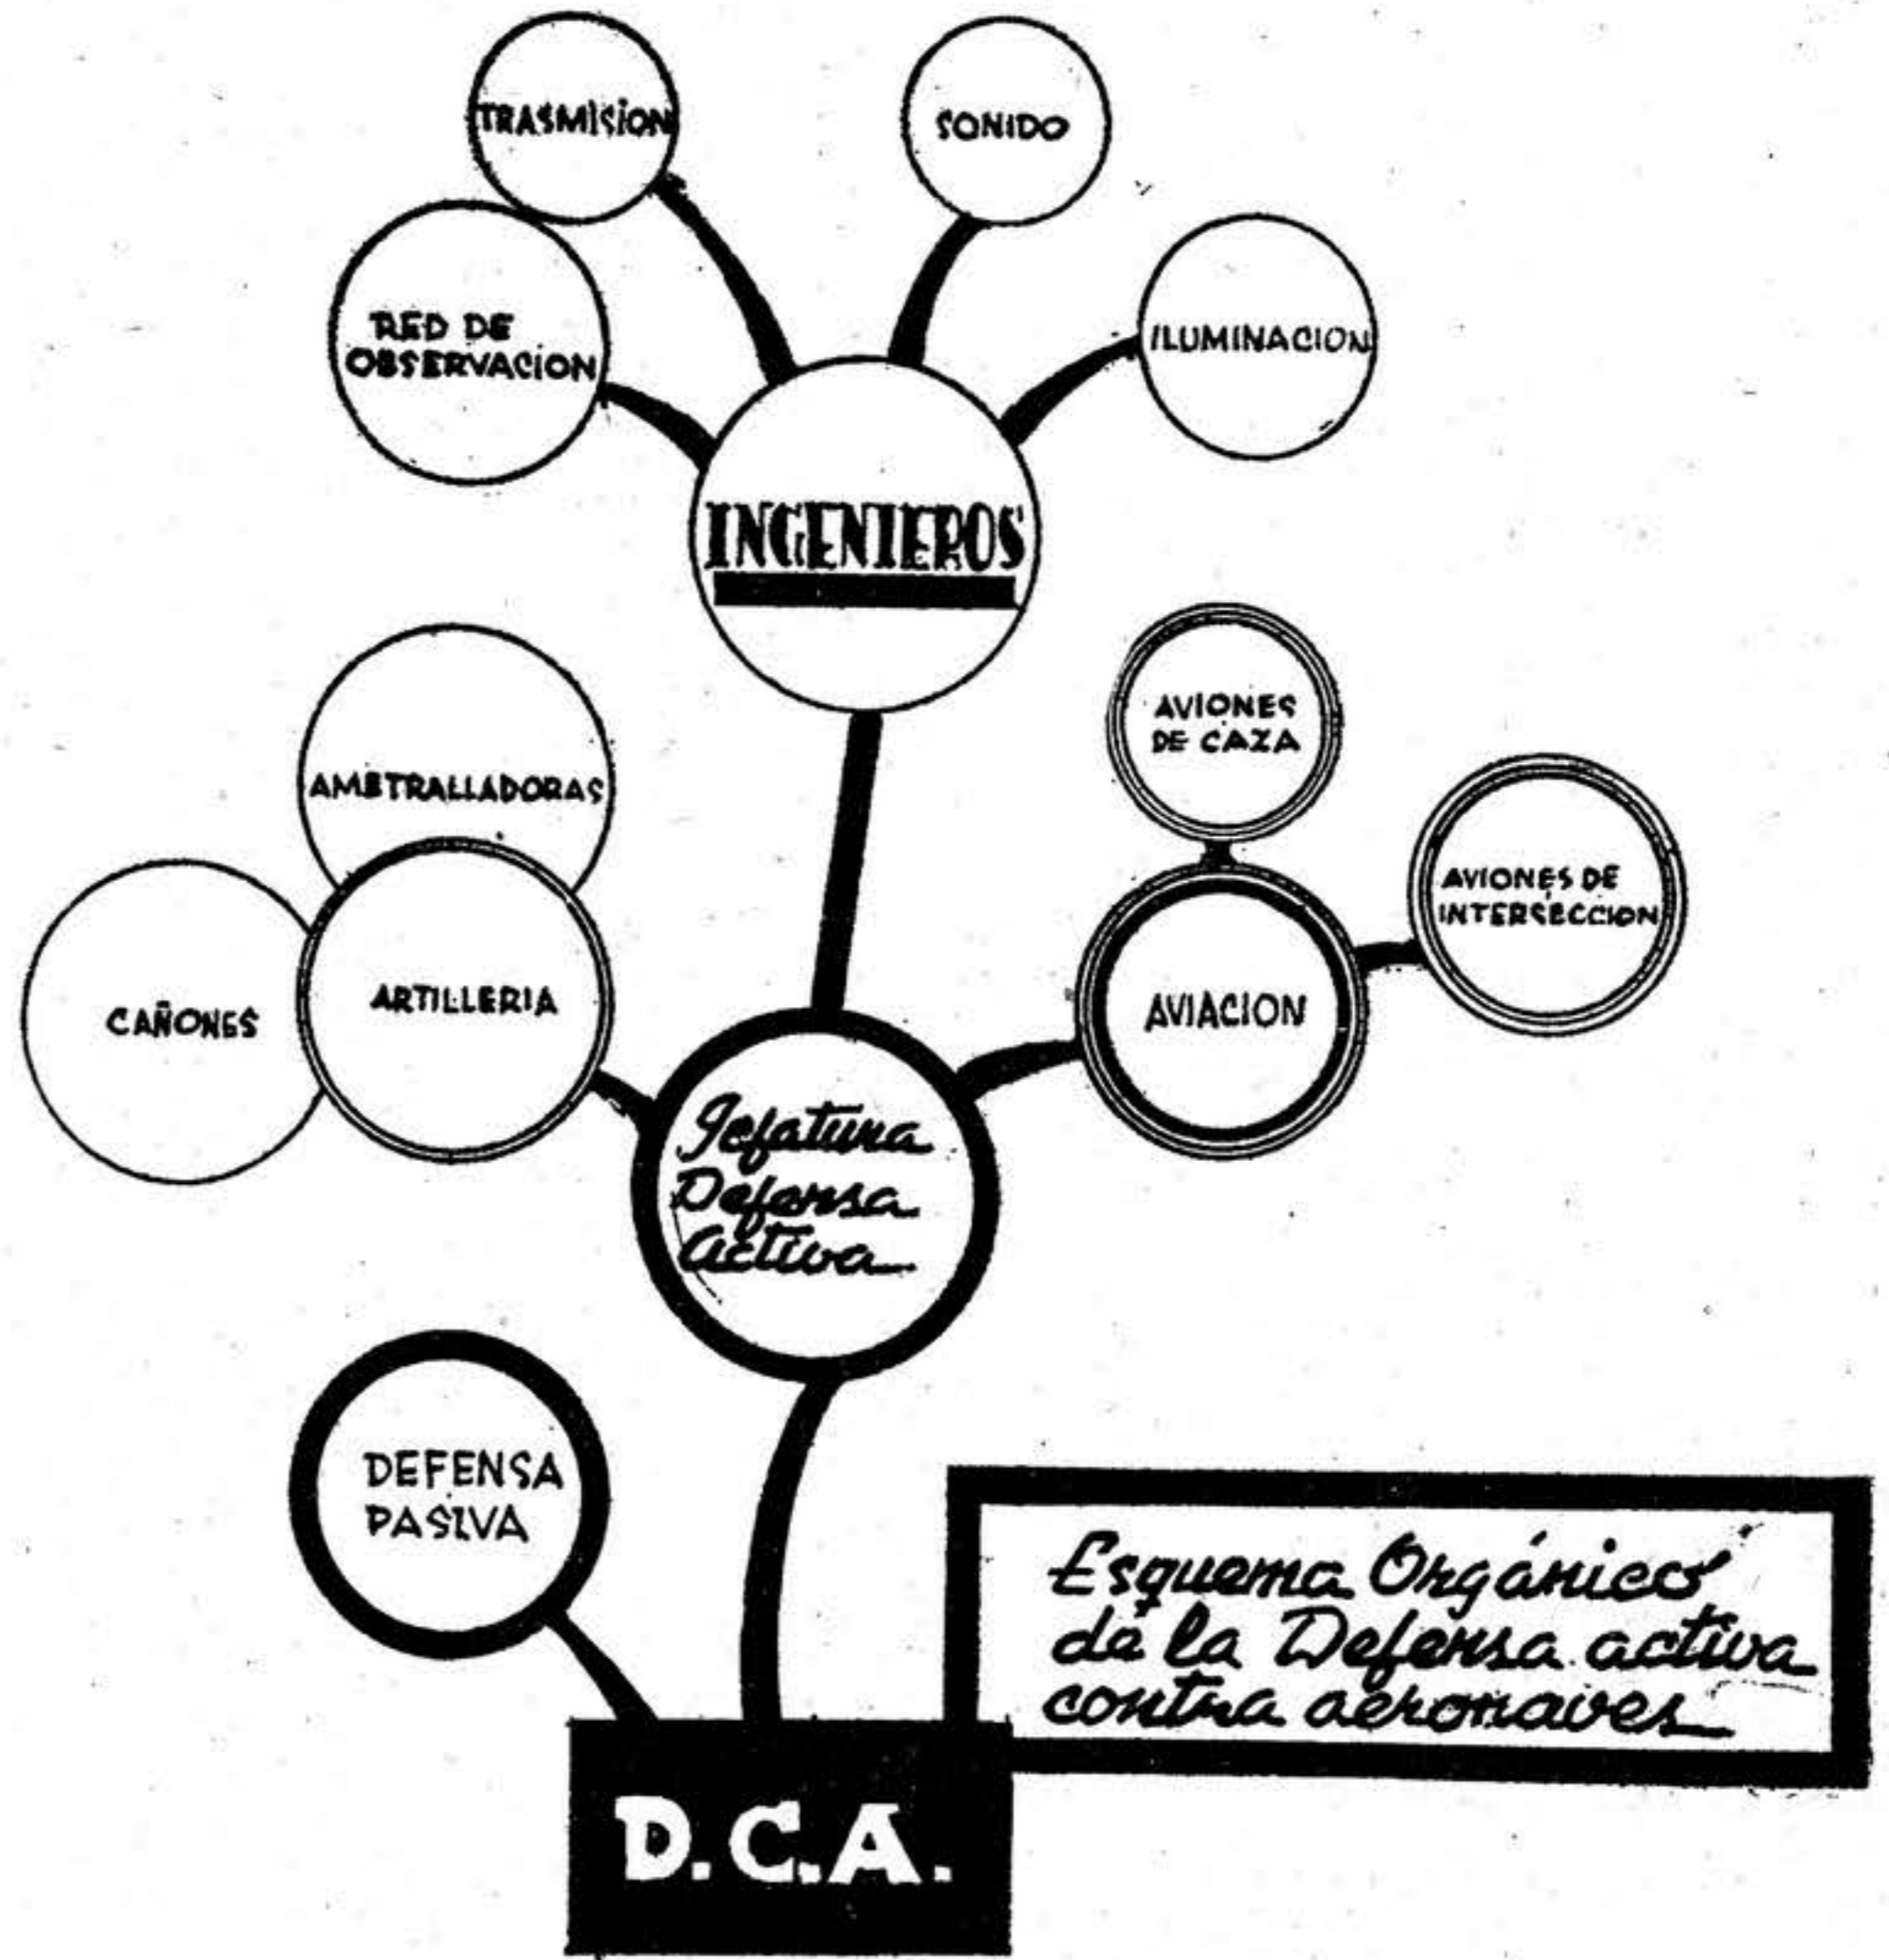 TRASMISION
SONIDO
RED DE
OBSERVACION
ILUMINACION
INGENIEROS
AVIONES
DE CAZA
AMETRALLADORAS
AVIONES DE
INTERSECCION
CAÑONES
ARTILLERIA
AVIACION
Jefatura
Defensa
Activa
DEFENSA
PASIVA
Esquema Orgánico
de la Defensa activa
contra aeronaves
D.C.A.